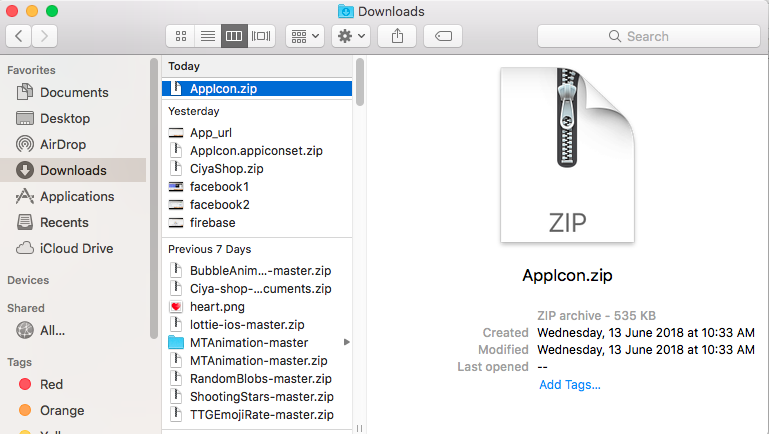 Downloads
Search
Favorites
Documents
Desktop
AirDrop
Downloads
Applications
Recents
iCloud Drive
Devices
Shared
All...
Tags
Red
Orange
Today
AppIcon.zip
Yesterday
App_url
AppIcon.appiconset.zip
CiyaShop.zip
facebook1
facebook2
firebase
Previous 7 Days
BubbleAnim...-master.zip
Ciya-shop-...cuments.zip
heart.png
lottie-ios-master.zip
MTAnimation-master
MTAnimation-master.zip
RandomBlobs-master.zip
ShootingStars-master.zip
TTGEmojiRate-master.zip
ZIP
AppIcon.zip
ZIP archive - 535 KB
Created Wednesday, 13 June 2018 at 10:33 AM
Modified Wednesday, 13 June 2018 at 10:33 AM
Last opened --
Add Tags...